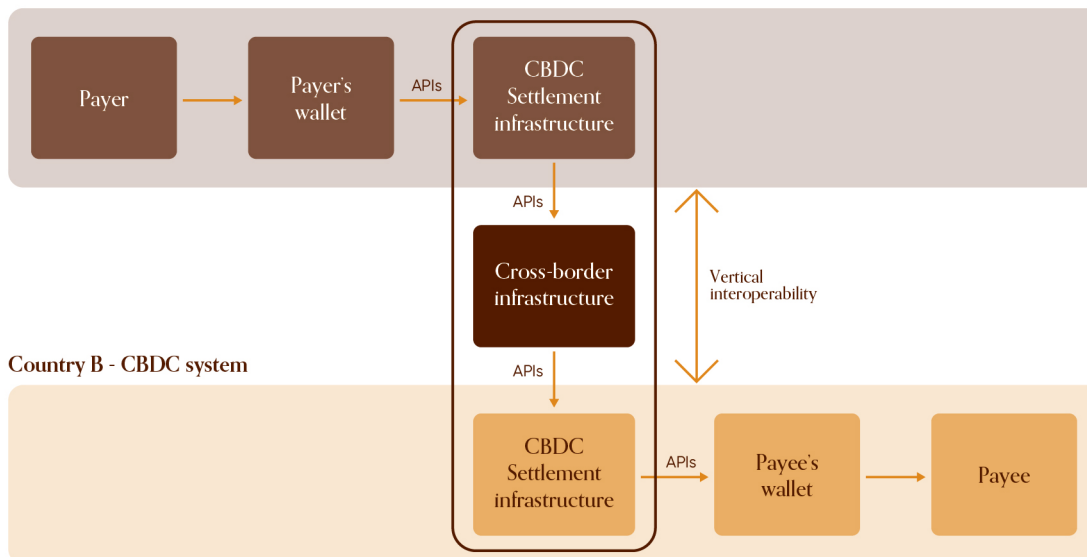 Payer
Payer's
wallet
APIs
CBDC
Settlement
infrastructure
APIs
Cross-border
infrastructure
Vertical
interoperability
APIs
Country B - CBDC system
CBDC
Settlement
infrastructure
APIs
Payee's
wallet
Payee